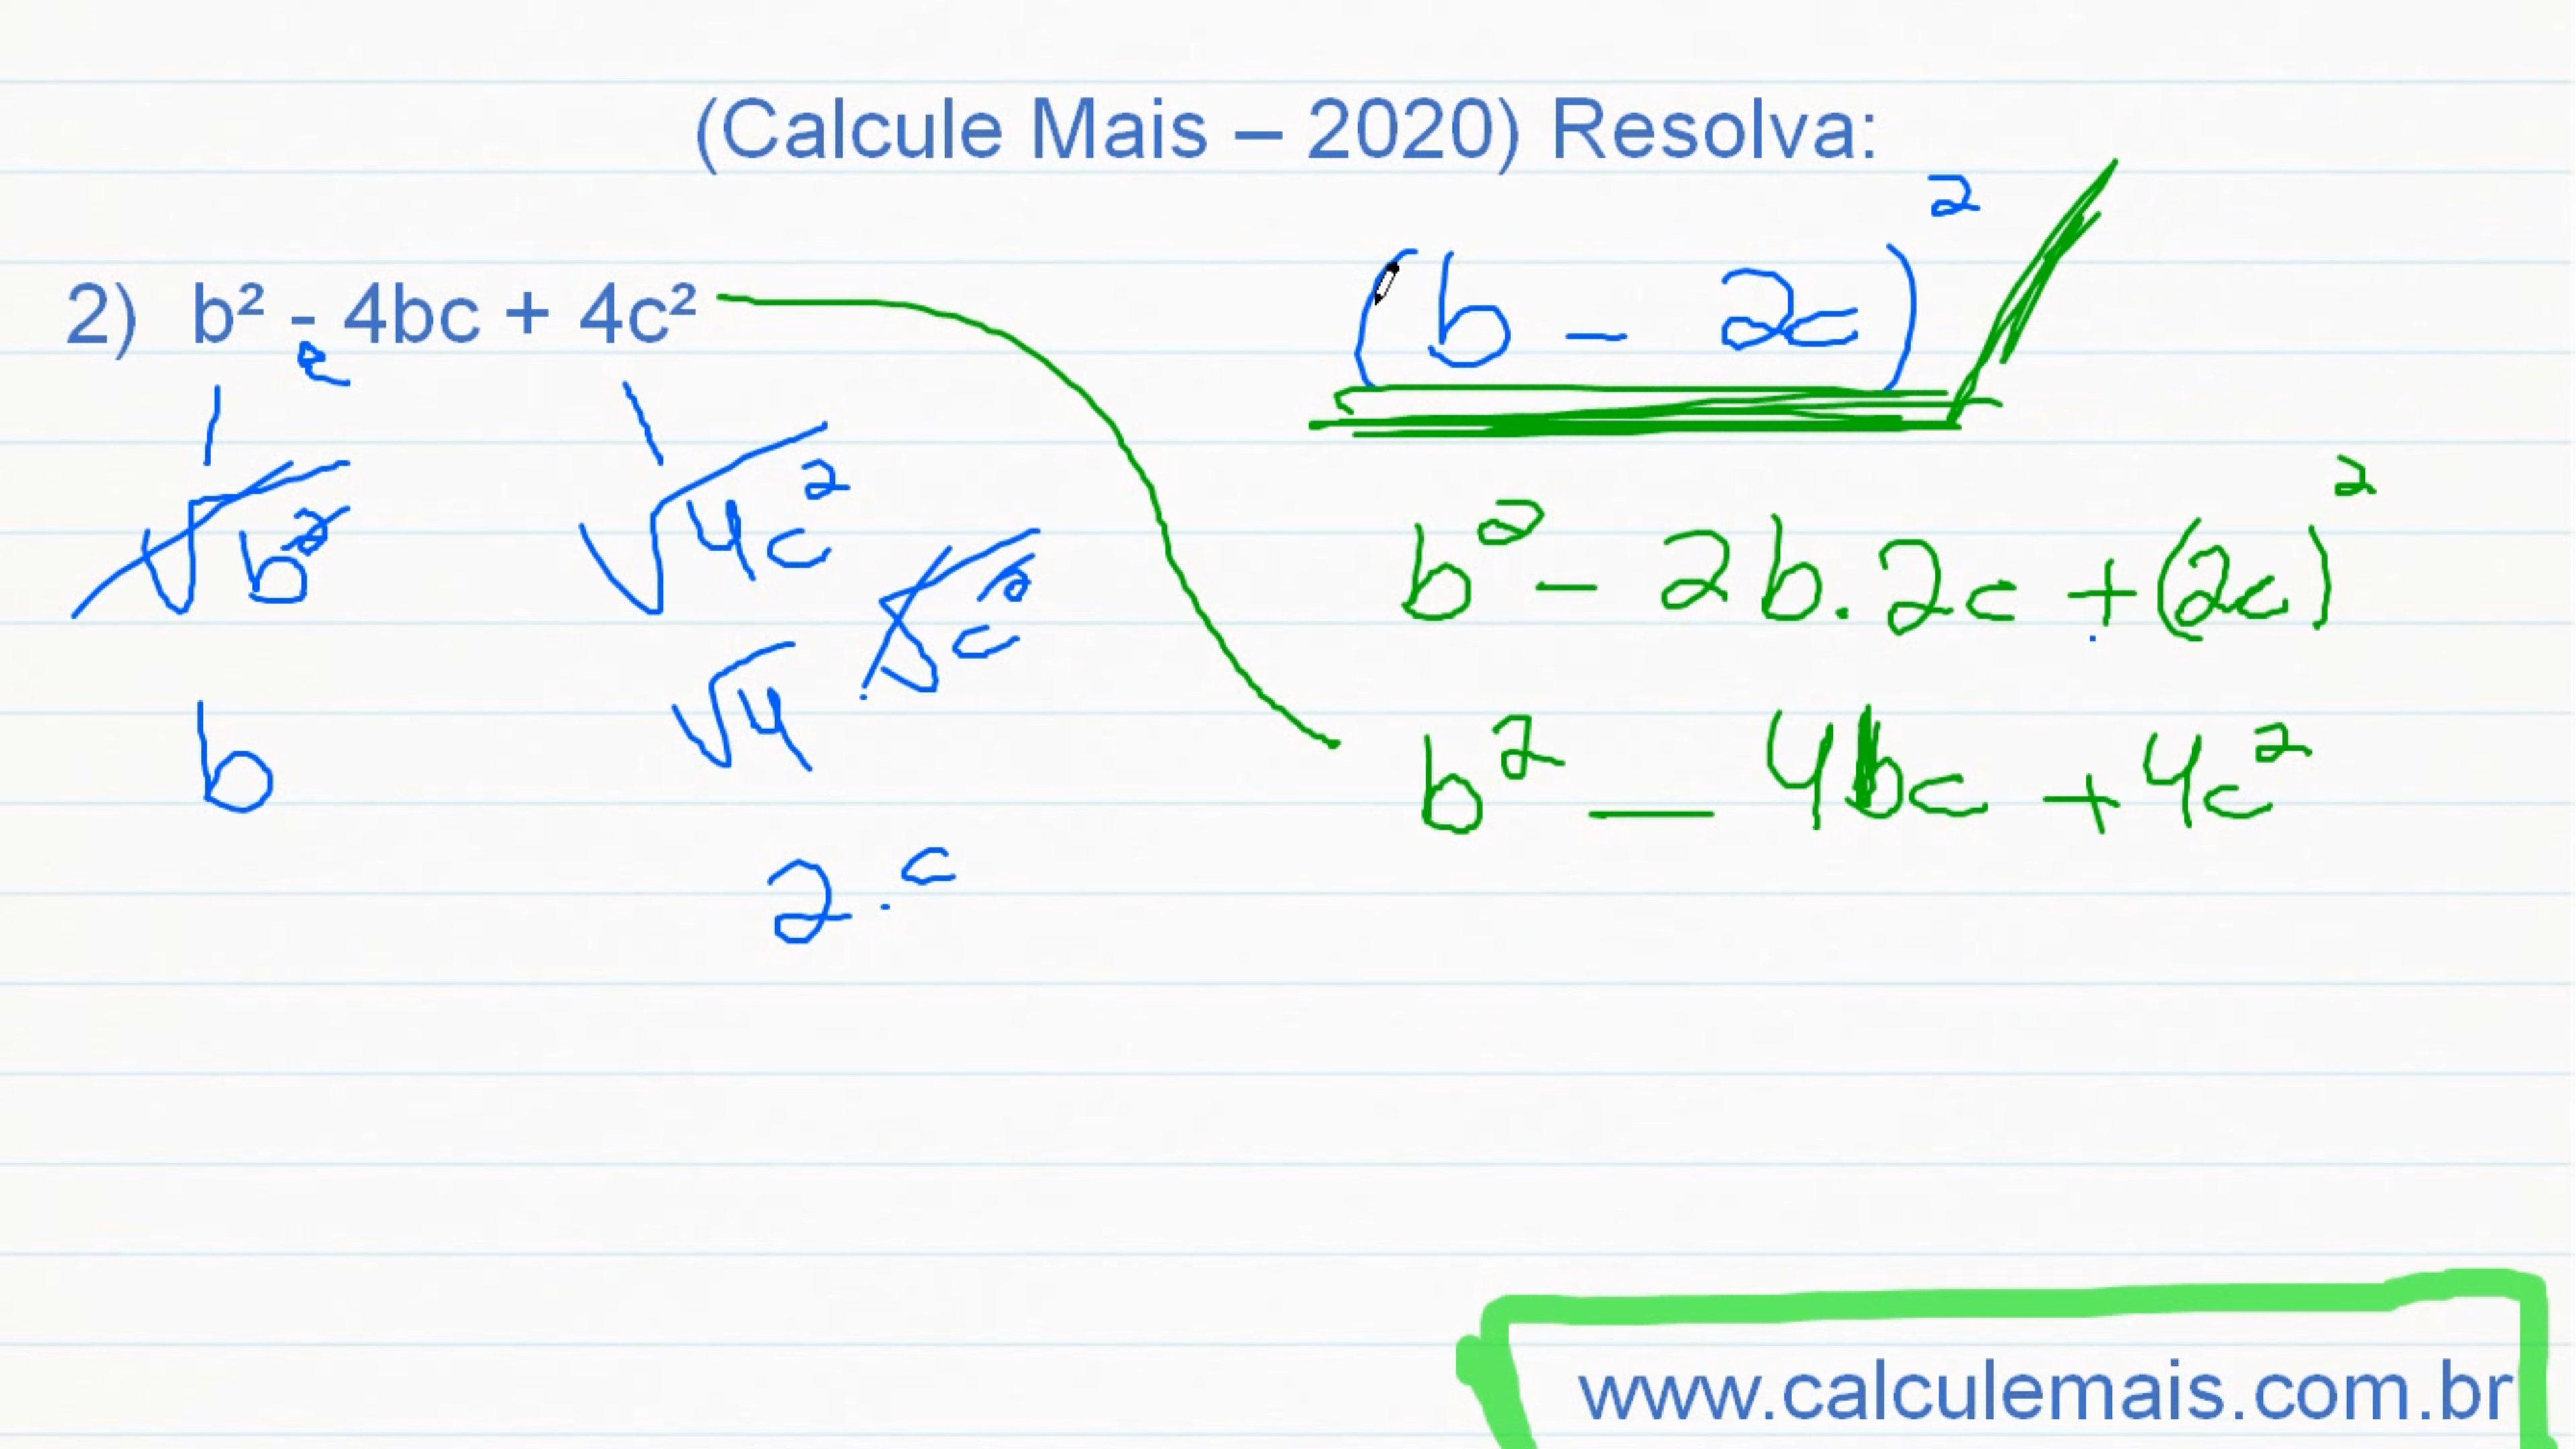 (Calcule Mais – 2020) Resolva:
2) b² - 4bc + 4c²
(b - 2c)²
√b² √4c²
b² - 2b.2c + (2c)²
√4 . √c²
b
b² - 4bc + 4c²
2 . c
www.calculemais.com.br